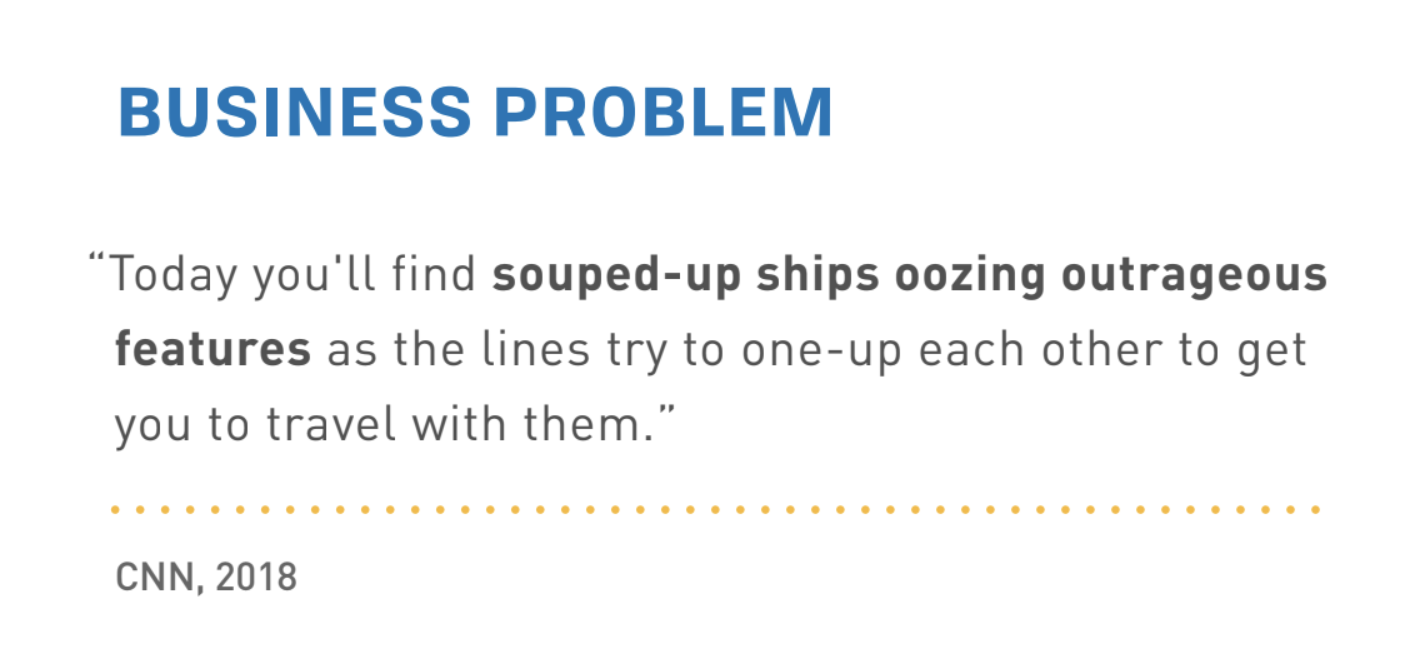 BUSINESS PROBLEM
“Today you'll find souped-up ships oozing outrageous
features as the lines try to one-up each other to get
you to travel with them.”
CNN, 2018